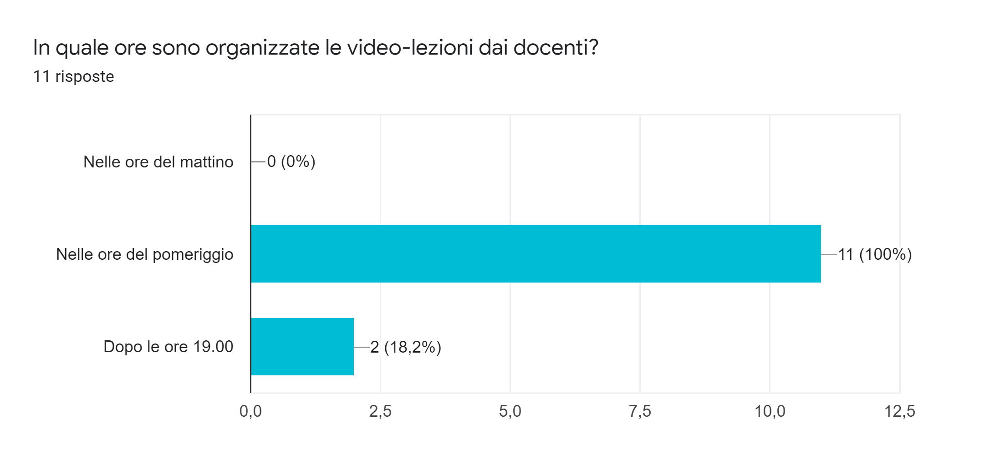 In quale ore sono organizzate le video-lezioni dai docenti?
11 risposte
Nelle ore del mattino
0 (0%)
Nelle ore del pomeriggio
11 (100%)
Dopo le ore 19.00
2 (18,2%)
0,0 2,5 5,0 7,5 10,0 12,5